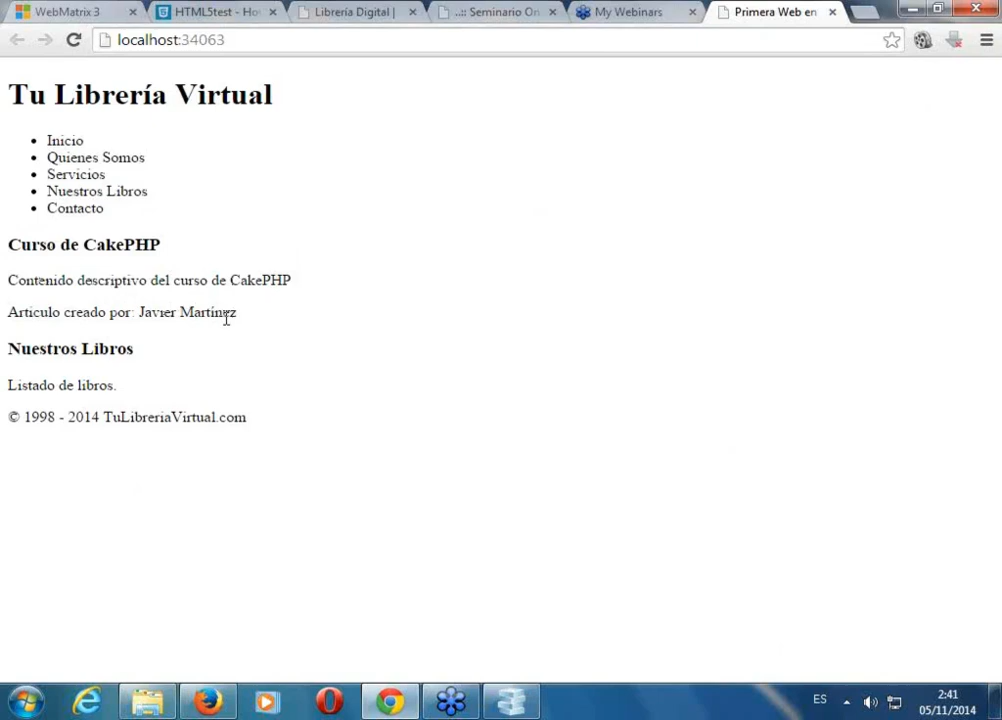 WebMatrix 3
HTML5test - Ho
Librería Digital |
..:: Seminario On
My Webinars
Primera Web en
localhost:34063
Tu Librería Virtual
Inicio
Quienes Somos
Servicios
Nuestros Libros
Contacto
Curso de CakePHP
Contenido descriptivo del curso de CakePHP
Articulo creado por: Javier Martínez
Nuestros Libros
Listado de libros.
© 1998 - 2014 TuLibreriaVirtual.com
ES
2:41
05/11/2014